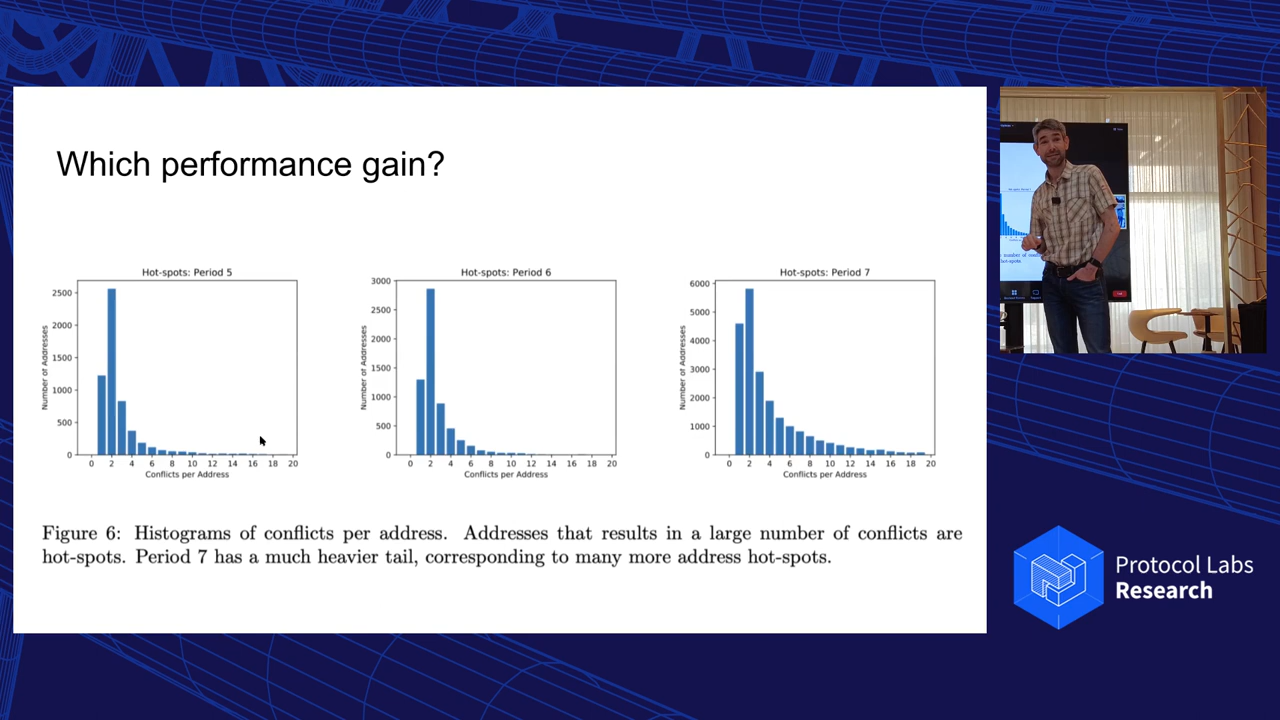 Which performance gain?
Hot-spots: Period 5
2500
2000
1500
1000
500
0
Number of Addresses
0 2 4 6 8 10 12 14 16 18 20
Conflicts per Address
Hot-spots: Period 6
3000
2500
2000
1500
1000
500
0
Number of Addresses
0 2 4 6 8 10 12 14 16 18 20
Conflicts per Address
Hot-spots: Period 7
6000
5000
4000
3000
2000
1000
0
Number of Addresses
0 2 4 6 8 10 12 14 16 18 20
Conflicts per Address
Figure 6: Histograms of conflicts per address. Addresses that results in a large number of conflicts are
hot-spots. Period 7 has a much heavier tail, corresponding to many more address hot-spots.
Protocol Labs
Research